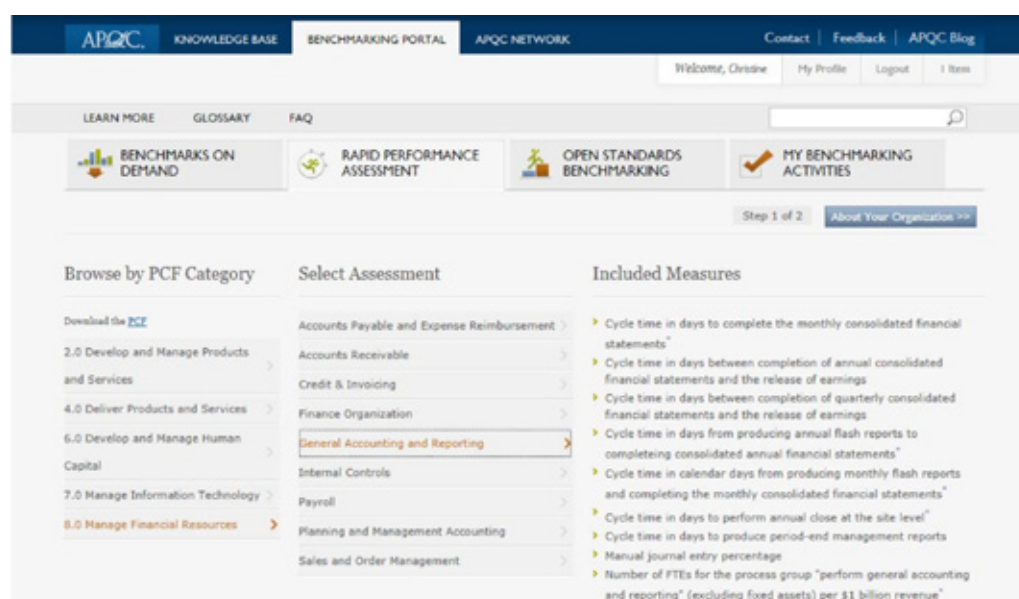 APQC. KNOWLEDGE BASE BENCHMARKING PORTAL APQC NETWORK Contact | Feedback | APQC Blog
Welcome, Christine My Profile Logout 1 Item
LEARN MORE GLOSSARY FAQ
BENCHMARKS ON
DEMAND
RAPID PERFORMANCE
ASSESSMENT
OPEN STANDARDS
BENCHMARKING
MY BENCHMARKING
ACTIVITIES
Step 1 of 2 About Your Organization >>
Browse by PCF Category
Download the PCF
2.0 Develop and Manage Products
and Services
4.0 Deliver Products and Services
6.0 Develop and Manage Human
Capital
7.0 Manage Information Technology
8.0 Manage Financial Resources
Select Assessment
Accounts Payable and Expense Reimbursement
Accounts Receivable
Credit & Invoicing
Finance Organization
General Accounting and Reporting
Internal Controls
Payroll
Planning and Management Accounting
Sales and Order Management
Included Measures
Cycle time in days to complete the monthly consolidated financial
statements*
Cycle time in days between completion of annual consolidated
financial statements and the release of earnings
Cycle time in days between completion of quarterly consolidated
financial statements and the release of earnings
Cycle time in days from producing annual flash reports to
completeing consolidated annual financial statements*
Cycle time in calendar days from producing monthly flash reports
and completing the monthly consolidated financial statements*
Cycle time in days to perform annual close at the site level*
Cycle time in days to produce period-end management reports
Manual journal entry percentage
Number of FTEs for the process group "perform general accounting
and reporting" (excluding fixed assets) per $1 billion revenue*